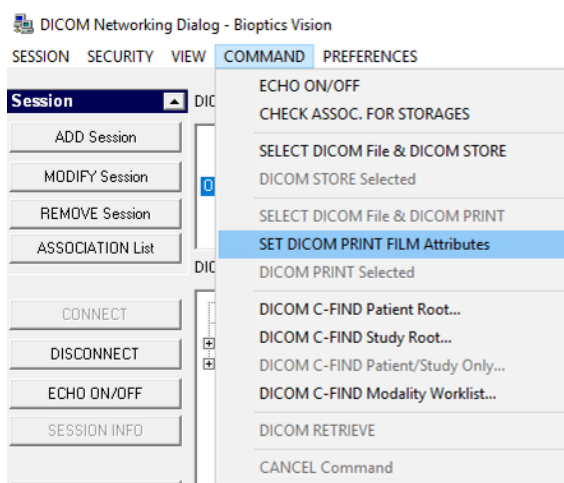 DICOM Networking Dialog - Bioptics Vision
SESSION SECURITY VIEW COMMAND PREFERENCES
Session
ADD Session
MODIFY Session
REMOVE Session
ASSOCIATION List
CONNECT
DISCONNECT
ECHO ON/OFF
SESSION INFO
DIC
0
DIC
ECHO ON/OFF
CHECK ASSOC. FOR STORAGES
SELECT DICOM File & DICOM STORE
DICOM STORE Selected
SELECT DICOM File & DICOM PRINT
SET DICOM PRINT FILM Attributes
DICOM PRINT Selected
DICOM C-FIND Patient Root...
DICOM C-FIND Study Root...
DICOM C-FIND Patient/Study Only...
DICOM C-FIND Modality Worklist...
DICOM RETRIEVE
CANCEL Command